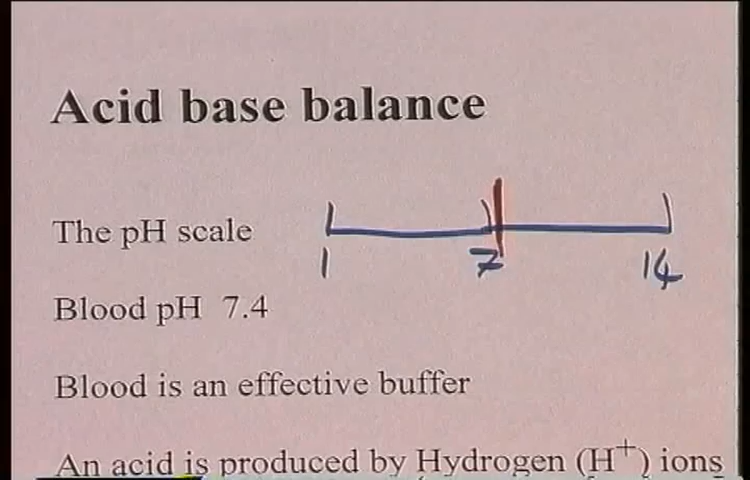 Acid base balance
The pH scale
1 7 14
Blood pH 7.4
Blood is an effective buffer
An acid is produced by Hydrogen (H+) ions